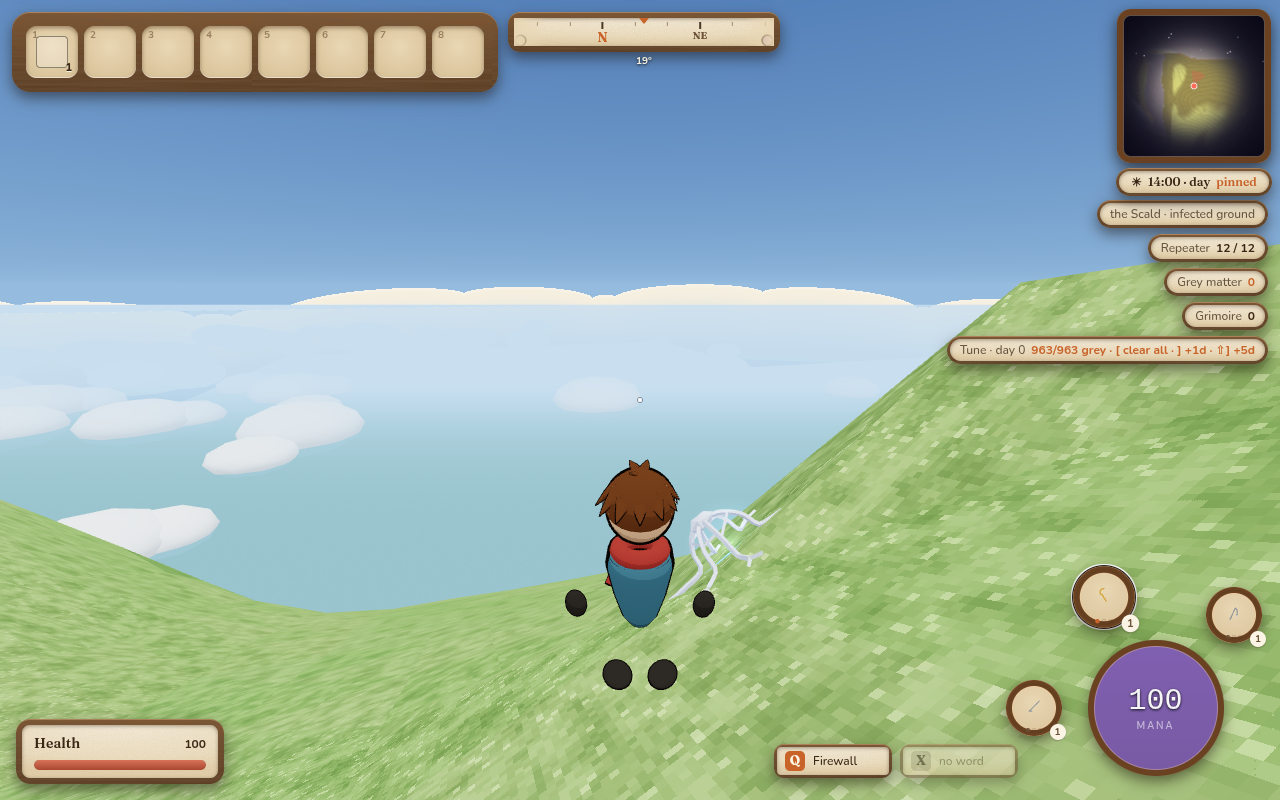 1 2 3 4 5 6 7 8
1
N NE
19°
14:00 · day pinned
the Scald · infected ground
Repeater 12 / 12
Grey matter 0
Grimoire 0
Tune · day 0 963/963 grey · [ clear all · ] +1d · ⇧] +5d
1
1
100
MANA
1
Health 100
Q Firewall
X no word